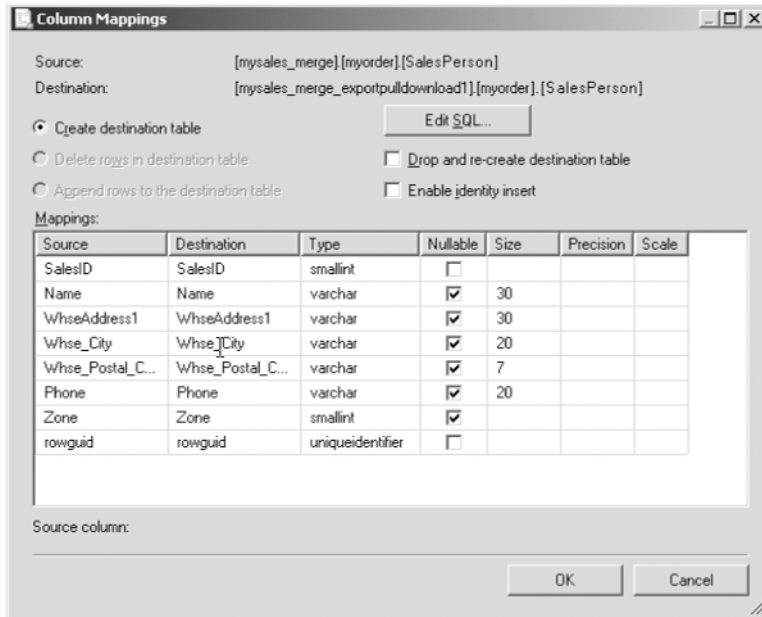 Column Mappings
Source: [mysales_merge].[myorder].[SalesPerson]
Destination: [mysales_merge_exportpulldownload1].[myorder].[SalesPerson]
Create destination table Edit SQL...
Delete rows in destination table Drop and re-create destination table
Append rows to the destination table Enable identity insert
Mappings:
Source Destination Type Nullable Size Precision Scale
SalesID SalesID smallint
Name Name varchar 30
WhseAddress1 WhseAddress1 varchar 30
Whse_City Whse_City varchar 20
Whse_Postal_C... Whse_Postal_C... varchar 7
Phone Phone varchar 20
Zone Zone smallint
rowguid rowguid uniqueidentifier
Source column:
OK Cancel